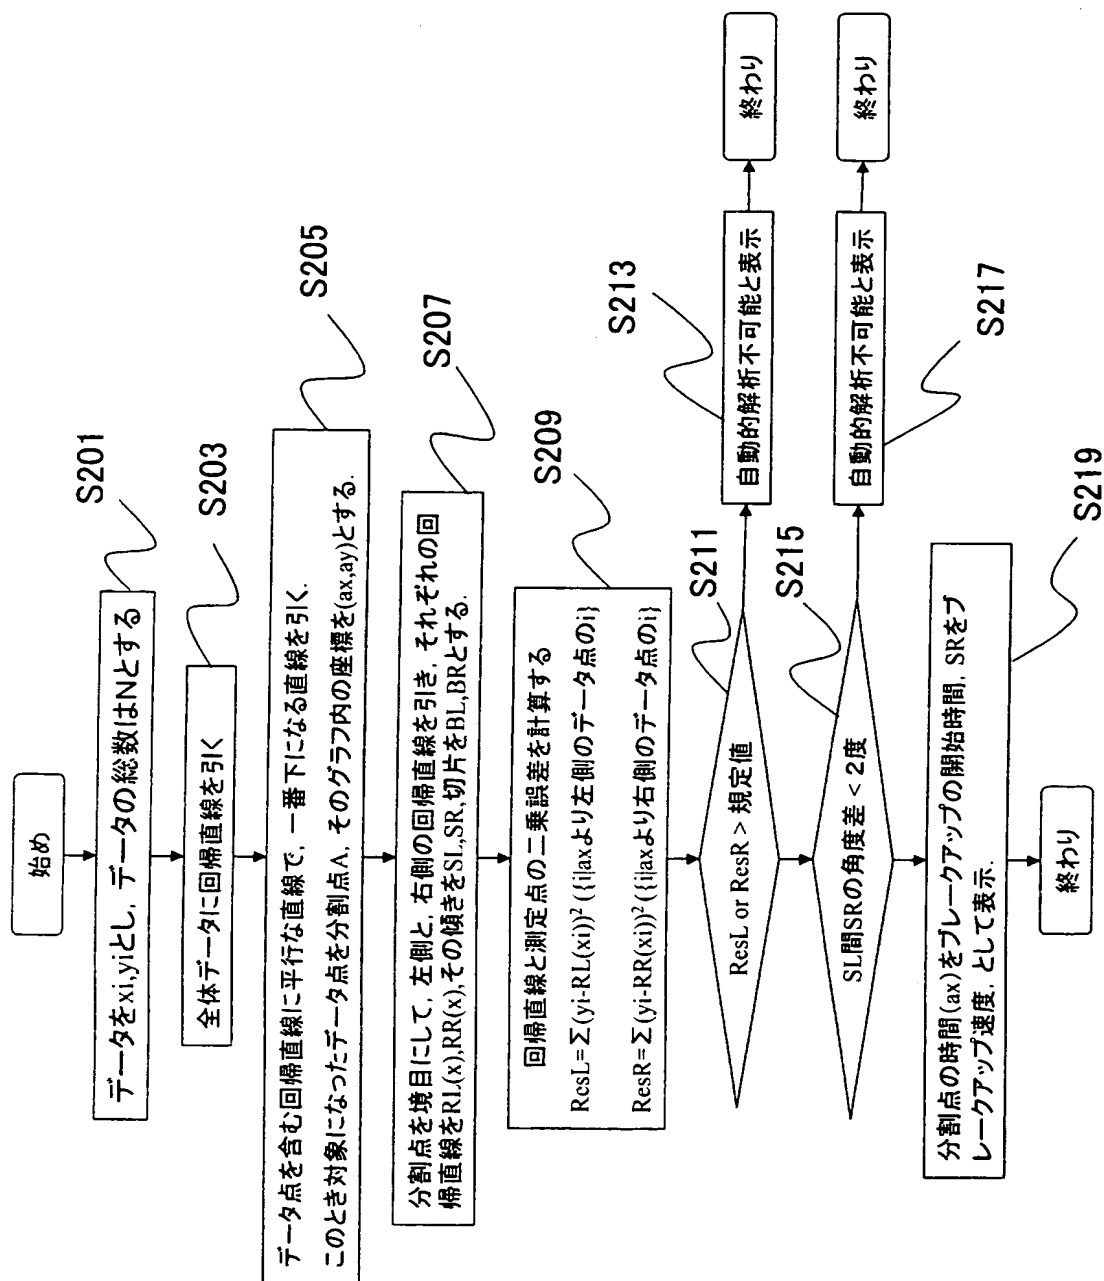 始め
データをxi,yiとし，データの総数はNとする
S201
全体データに回帰直線を引く
S203
データ点を含む回帰直線に平行な直線で，一番下になる直線を引く．
このとき対象になったデータ点を分割点A，そのグラフ内の座標を(ax,ay)とする．
S205
分割点を境目にして，左側と，右側の回帰直線を引き，それぞれの回
帰直線をRL(x),RR(x),その傾きをSL,SR,切片をBL,BRとする．
S207
回帰直線と測定点の二乗誤差を計算する
ResL=Σ(yi-RL(xi))² ({i|axより左側のデータ点のi}
ResR=Σ(yi-RR(xi))² ({i|axより右側のデータ点のi}
S209
ResL or ResR > 規定値
S211
自動的解析不可能と表示
S213
終わり
SL間SRの角度差 < 2度
S215
自動的解析不可能と表示
S217
終わり
分割点の時間(ax)をブレークアップの開始時間，SRをブ
レークアップ速度，として表示．
S219
終わり